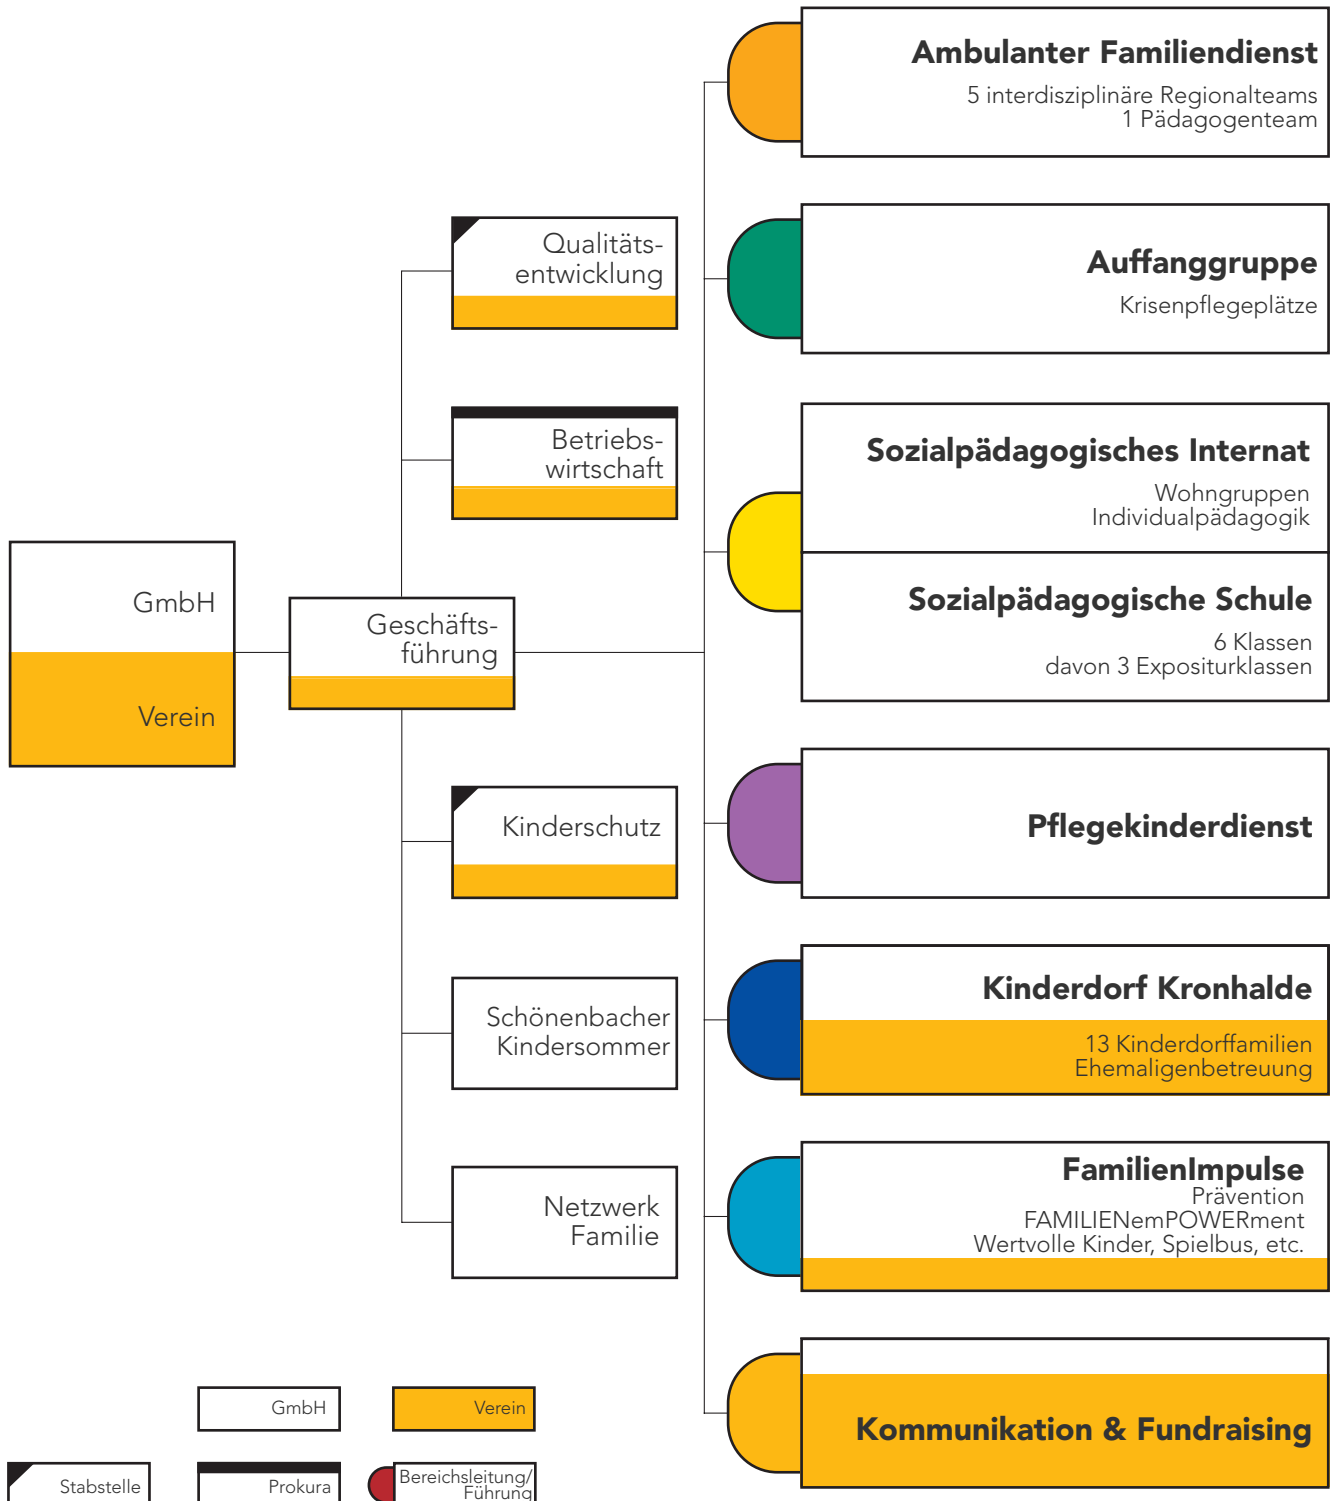 GmbH
Verein
Geschäfts-
führung
Qualitäts-
entwicklung
Betriebs-
wirtschaft
Kinderschutz
Schönenbacher
Kindersommer
Netzwerk
Familie
Ambulanter Familiendienst
5 interdisziplinäre Regionalteams
1 Pädagogenteam
Auffanggruppe
Krisenpflegeplätze
Sozialpädagogisches Internat
Wohngruppen
Individualpädagogik
Sozialpädagogische Schule
6 Klassen
davon 3 Expositurklassen
Pflegekinderdienst
Kinderdorf Kronhalde
13 Kinderdorffamilien
Ehemaligenbetreuung
FamilienImpulse
Prävention
FAMILIENemPOWERment
Wertvolle Kinder, Spielbus, etc.
Kommunikation & Fundraising
GmbH
Verein
Stabstelle
Prokura
Bereichsleitung/
Führung